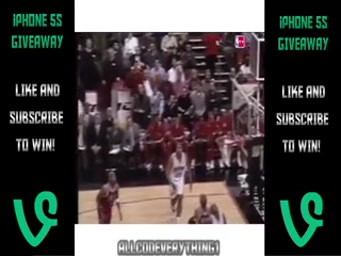 iPHONE 5S
GIVEAWAY
LIKE AND
SUBSCRIBE
TO WIN!
iPHONE 5S
GIVEAWAY
LIKE AND
SUBSCRIBE
TO WIN!
ALLCODEVERYTHING1